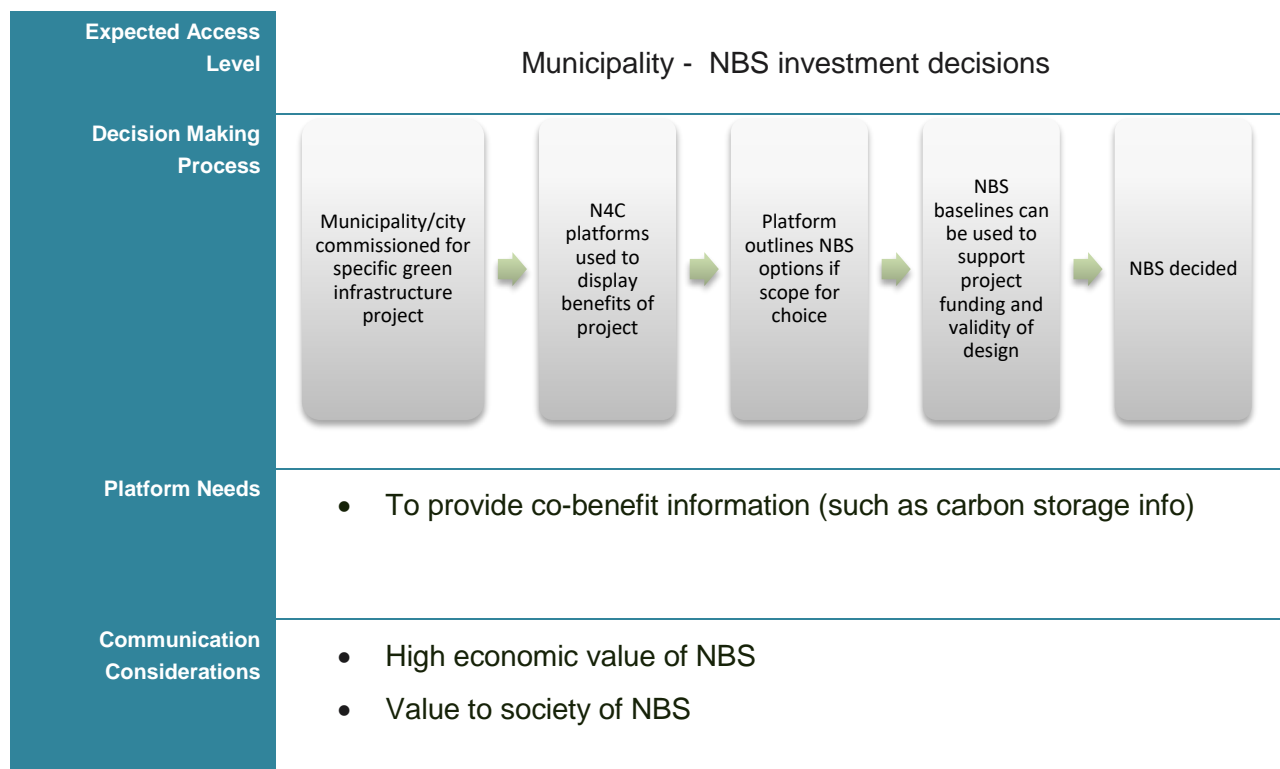 Expected Access
Level
Municipality -  NBS investment decisions
Decision Making
Process
Municipality/city
commissioned for
specific green
infrastructure
project
N4C
platforms
used to
display
benefits of
project
Platform
outlines NBS
options if
scope for
choice
NBS
baselines can
be used to
support
project
funding and
validity of
design
NBS decided
Platform Needs
• To provide co-benefit information (such as carbon storage info)
Communication
Considerations
• High economic value of NBS
• Value to society of NBS